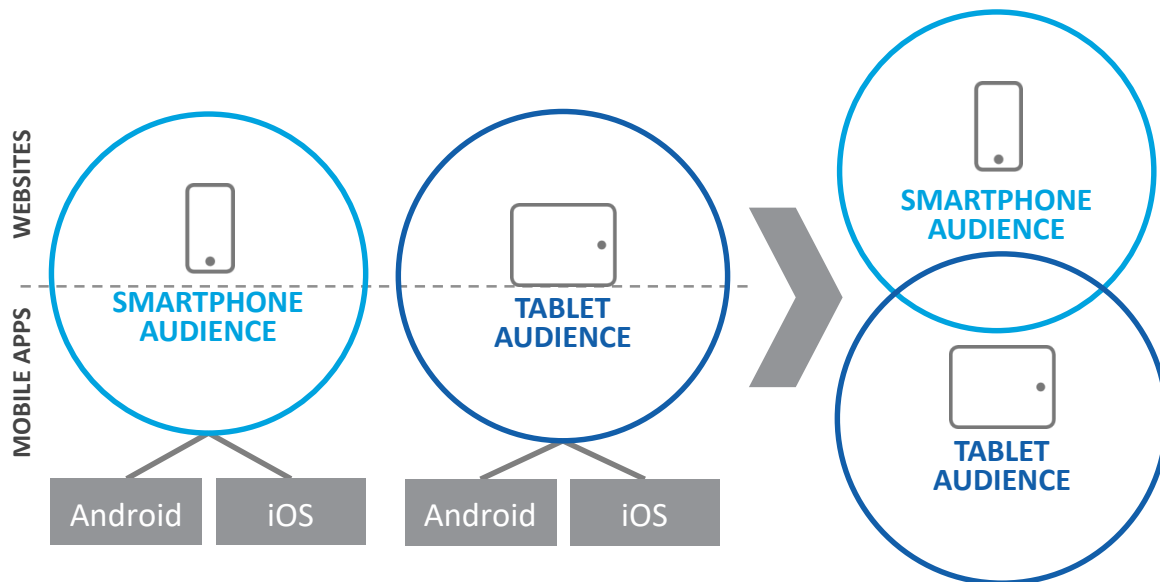 WEBSITES
MOBILE APPS
SMARTPHONE
AUDIENCE
Android
iOS
TABLET
AUDIENCE
Android
iOS
SMARTPHONE
AUDIENCE
TABLET
AUDIENCE